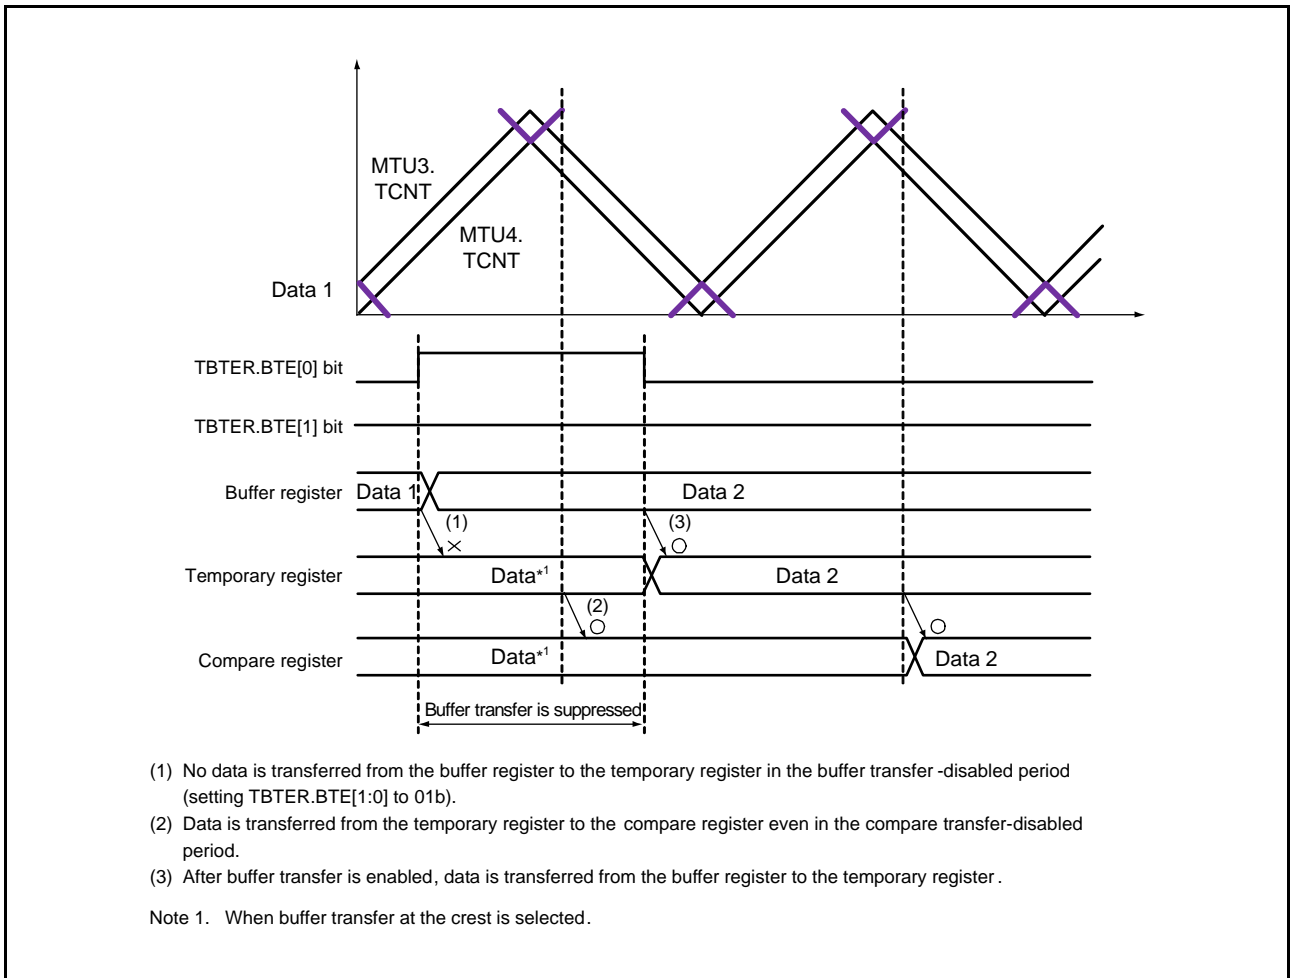 MTU3.
TCNT
MTU4.
TCNT
Data 1
TBTER.BTE[0] bit
TBTER.BTE[1] bit
Buffer register
Data 1
Data 2
(1)
×
(3)
○
Temporary register
Data*1
Data 2
(2)
○
○
Compare register
Data*1
Data 2
Buffer transfer is suppressed
(1) No data is transferred from the buffer register to the temporary register in the buffer transfer -disabled period
(setting TBTER.BTE[1:0] to 01b).
(2) Data is transferred from the temporary register to the compare register even in the compare transfer-disabled
period.
(3) After buffer transfer is enabled, data is transferred from the buffer register to the temporary register.
Note 1. When buffer transfer at the crest is selected.